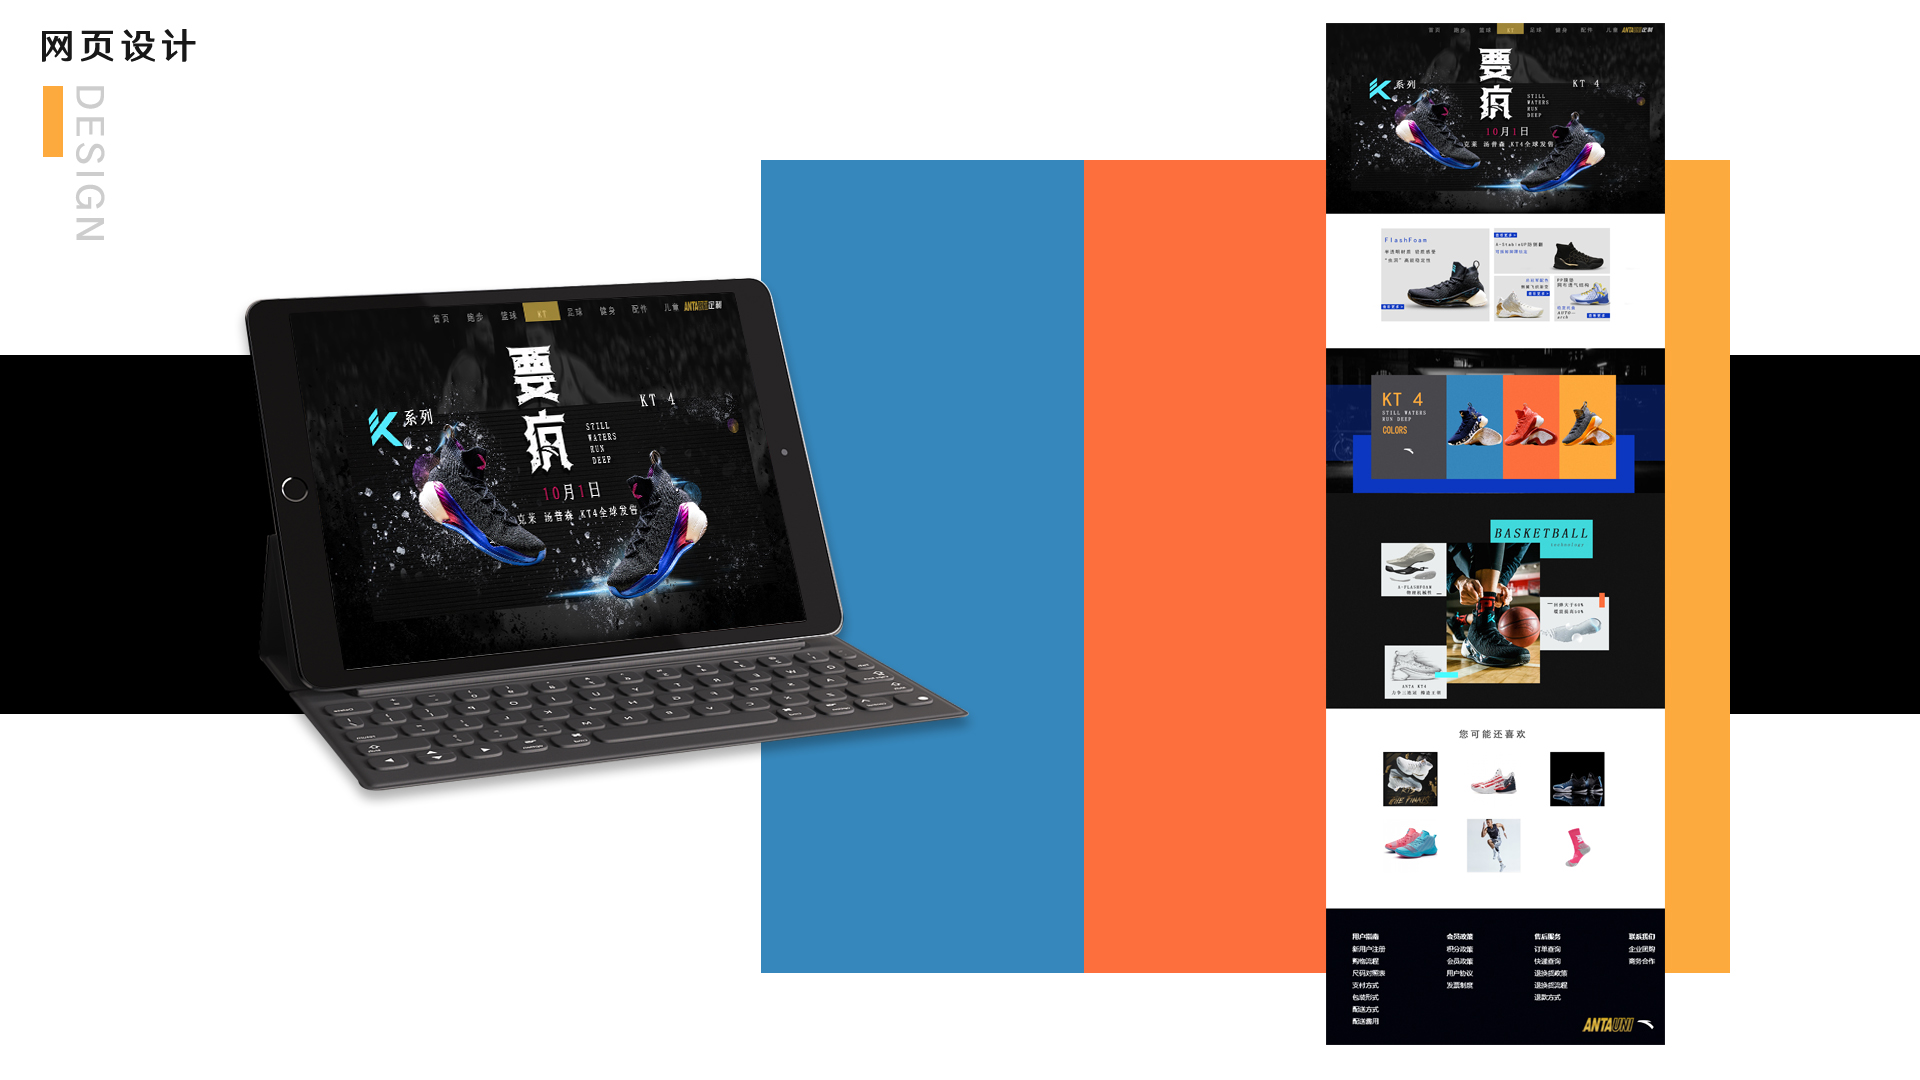 网页设计
DESIGN
首页 跑步 篮球 KT 足球 健身 配件 儿童 ANTAUNI定制
要疯
K系列
KT 4
STILL
WATERS
RUN
DEEP
10月1日
克莱 汤普森 KT4全球发售
首页 跑步 篮球 KT 足球 健身 配件 儿童 ANTAUNI定制
要疯
K系列
KT 4
STILL
WATERS
RUN
DEEP
10月1日
克莱 汤普森 KT4全球发售
FlashFoam
KT 4
STILL WATERS
RUN DEEP
COLORS
BASKETBALL
technology
A-FLASHFOAM
ANTA KT4
您可能还喜欢
用户指南
新用户注册
购物流程
尺码对照表
支付方式
包装形式
配送方式
配送费用
会员政策
积分政策
会员政策
用户协议
发票制度
售后服务
订单查询
快递查询
退换货政策
退换货流程
退款方式
联系我们
企业团购
商务合作
ANTAUNI